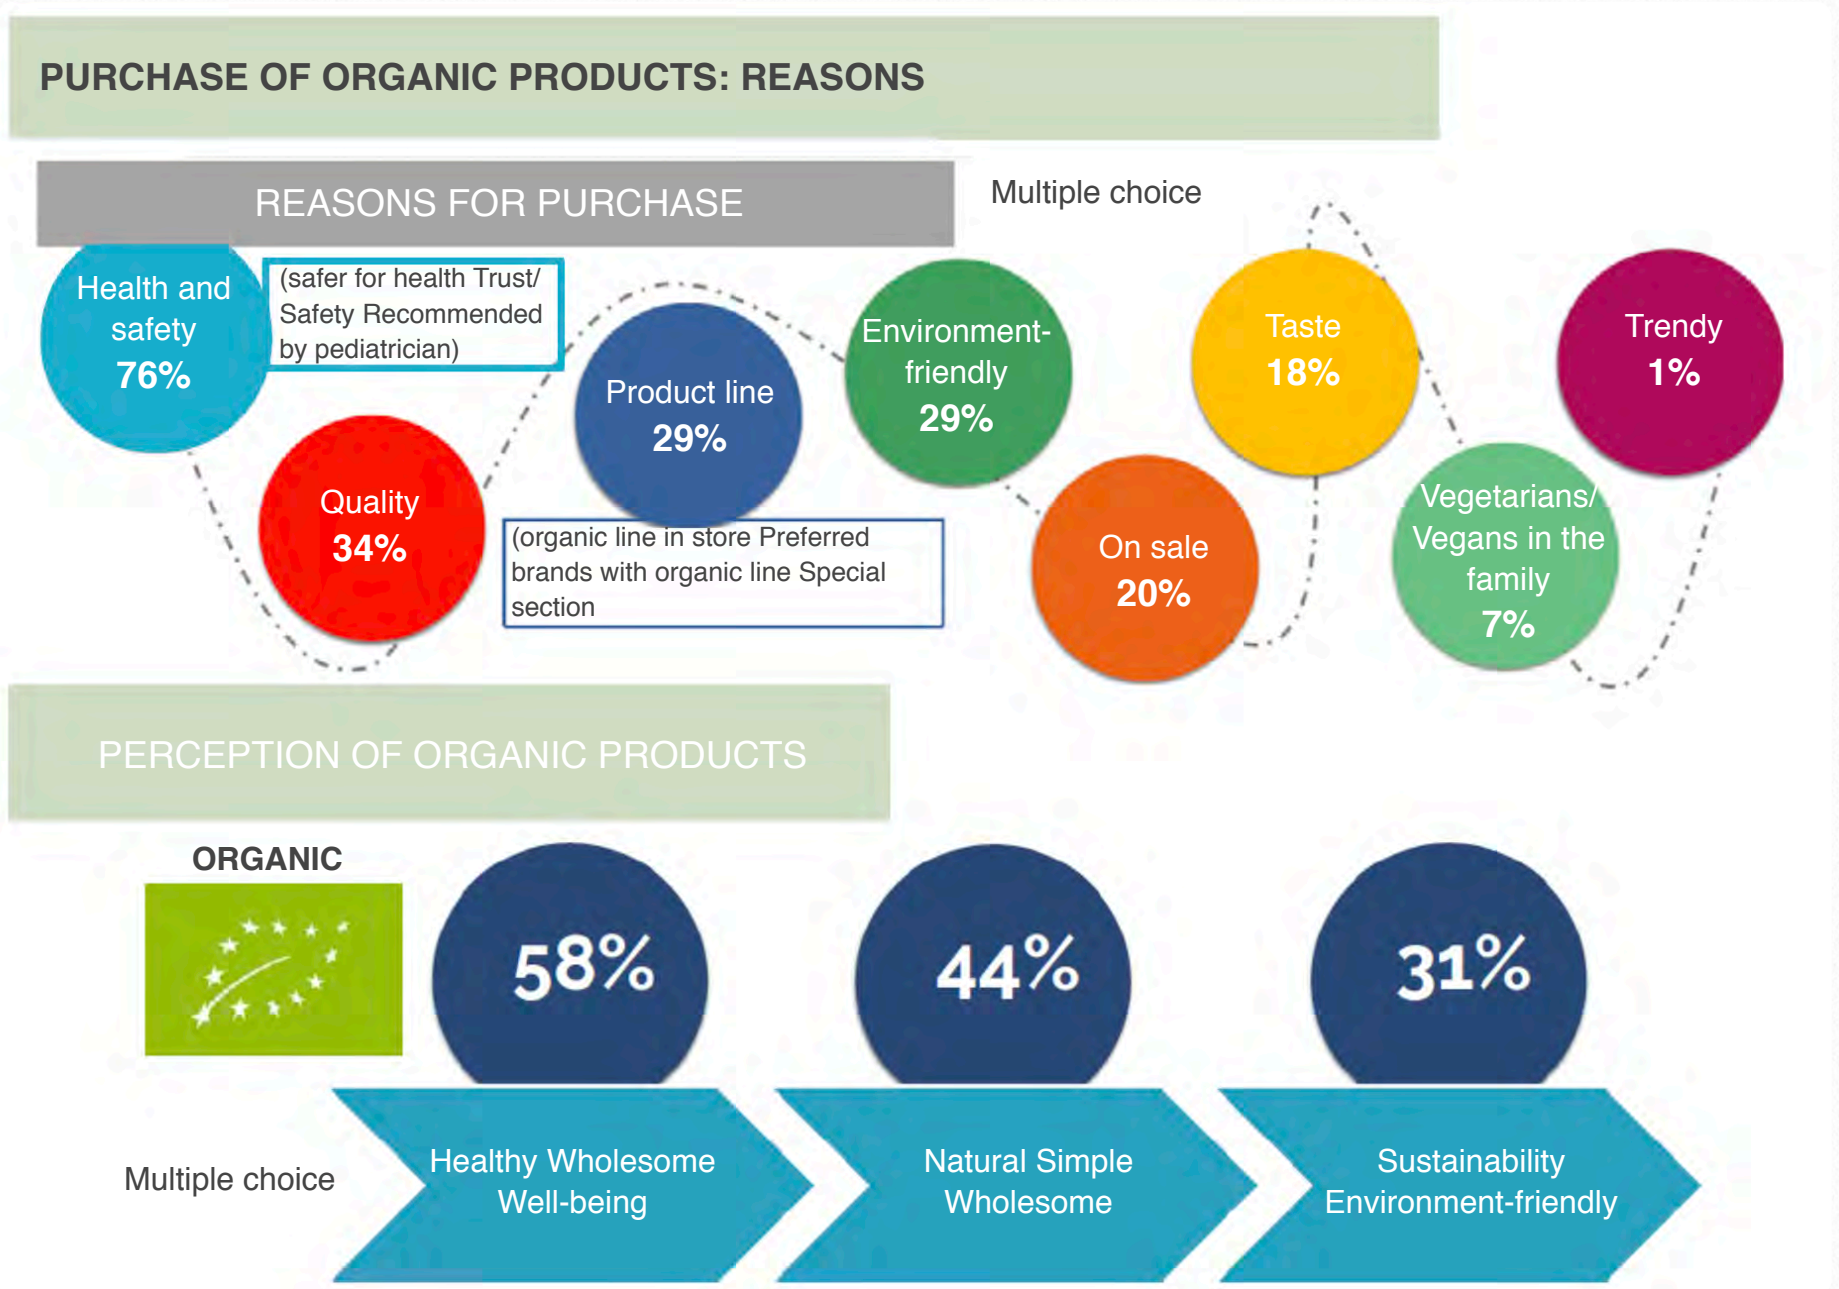 PURCHASE OF ORGANIC PRODUCTS: REASONS
REASONS FOR PURCHASE
Multiple choice
Health and
safety
76%
(safer for health Trust/
Safety Recommended
by pediatrician)
Quality
34%
Product line
29%
(organic line in store Preferred
brands with organic line Special
section
Environment-
friendly
29%
On sale
20%
Taste
18%
Vegetarians/
Vegans in the
family
7%
Trendy
1%
PERCEPTION OF ORGANIC PRODUCTS
ORGANIC
58%
44%
31%
Multiple choice
Healthy Wholesome
Well-being
Natural Simple
Wholesome
Sustainability
Environment-friendly